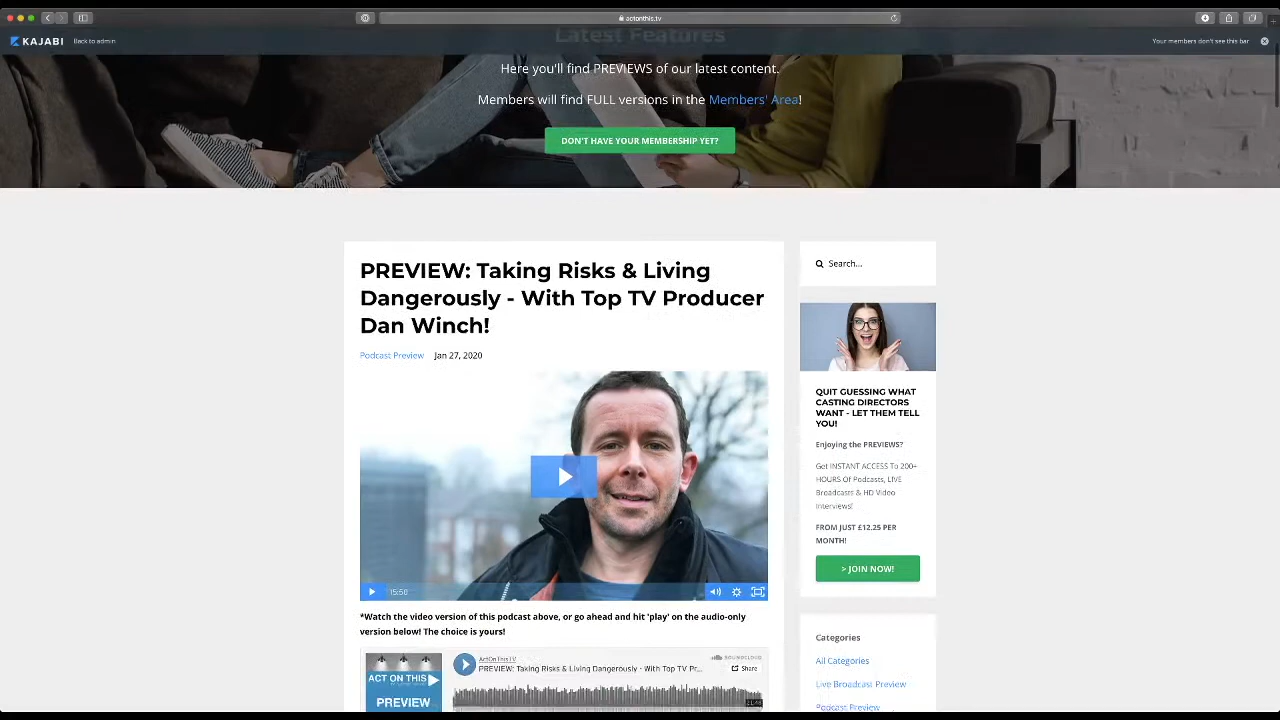 actonthis.tv
KAJABI
Back to admin
Your members don't see this bar
Latest Features
Here you'll find PREVIEWS of our latest content.
Members will find FULL versions in the Members' Area!
DON'T HAVE YOUR MEMBERSHIP YET?
PREVIEW: Taking Risks & Living
Dangerously - With Top TV Producer
Dan Winch!
Podcast Preview
Jan 27, 2020
15:50
*Watch the video version of this podcast above, or go ahead and hit 'play' on the audio-only
version below! The choice is yours!
ACT ON THIS
PREVIEW
ActOnThisTV
PREVIEW: Taking Risks & Living Dangerously - With Top TV Pr...
SOUNDCLOUD
Share
Search...
QUIT GUESSING WHAT
CASTING DIRECTORS
WANT - LET THEM TELL
YOU!
Enjoying the PREVIEWS?
Get INSTANT ACCESS To 200+
HOURS Of Podcasts, LIVE
Broadcasts & HD Video
Interviews!
FROM JUST £12.25 PER
MONTH!
> JOIN NOW!
Categories
All Categories
Live Broadcast Preview
Podcast Preview